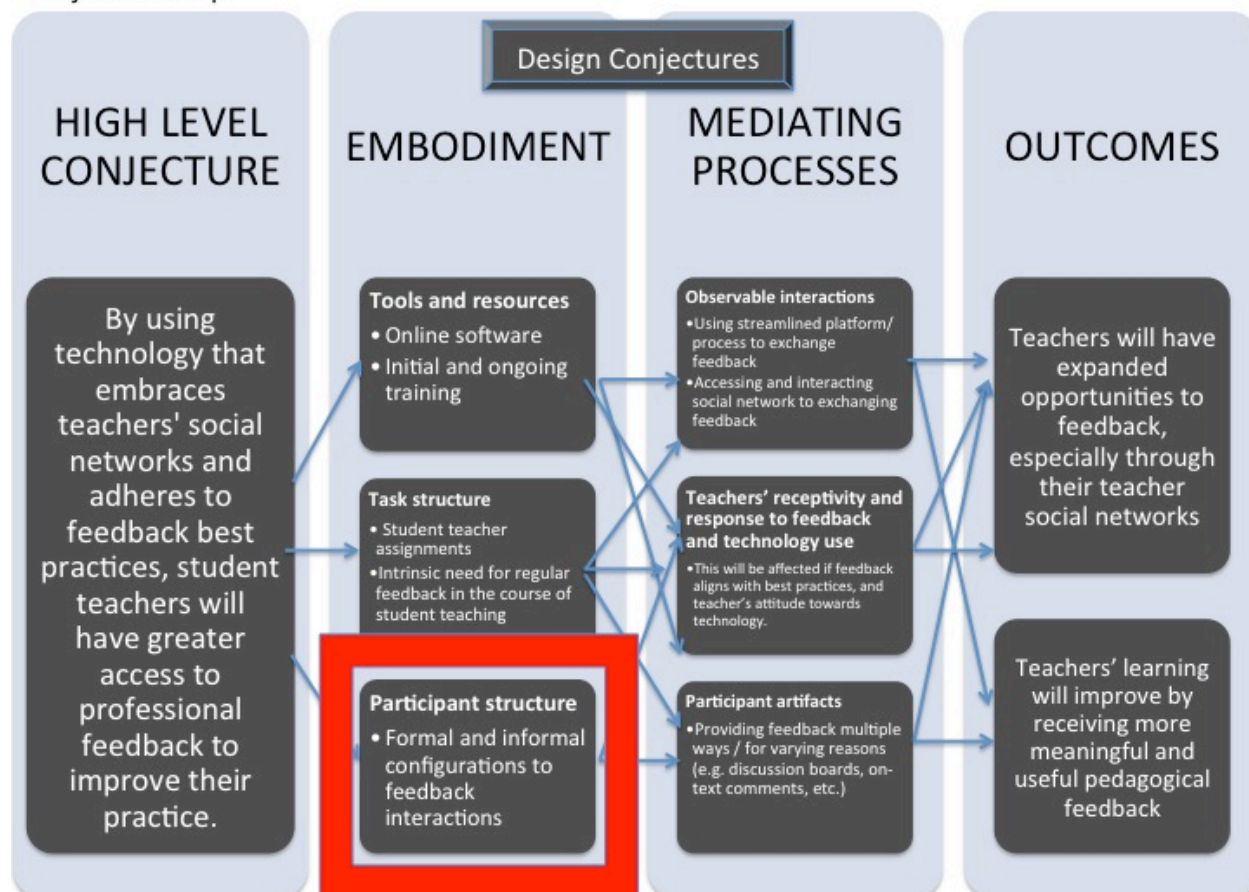 Design Conjectures
HIGH LEVEL
CONJECTURE
By using
technology that
embraces
teachers' social
networks and
adheres to
feedback best
practices, student
teachers will
have greater
access to
professional
feedback to
improve their
practice.
EMBODIMENT
Tools and resources
• Online software
• Initial and ongoing
training
Task structure
• Student teacher
assignments
•Intrinsic need for regular
feedback in the course of
student teaching
Participant structure
• Formal and informal
configurations to
feedback
interactions
MEDIATING
PROCESSES
Observable interactions
•Using streamlined platform/
process to exchange
feedback
•Accessing and interacting
social network to exchanging
feedback
Teachers' receptivity and
response to feedback
and technology use
•This will be affected if feedback
aligns with best practices, and
teacher's attitude towards
technology.
Participant artifacts
•Providing feedback multiple
ways / for varying reasons
(e.g. discussion boards, on-
text comments, etc.)
OUTCOMES
Teachers will have
expanded
opportunities to
feedback,
especially through
their teacher
social networks
Teachers' learning
will improve by
receiving more
meaningful and
useful pedagogical
feedback